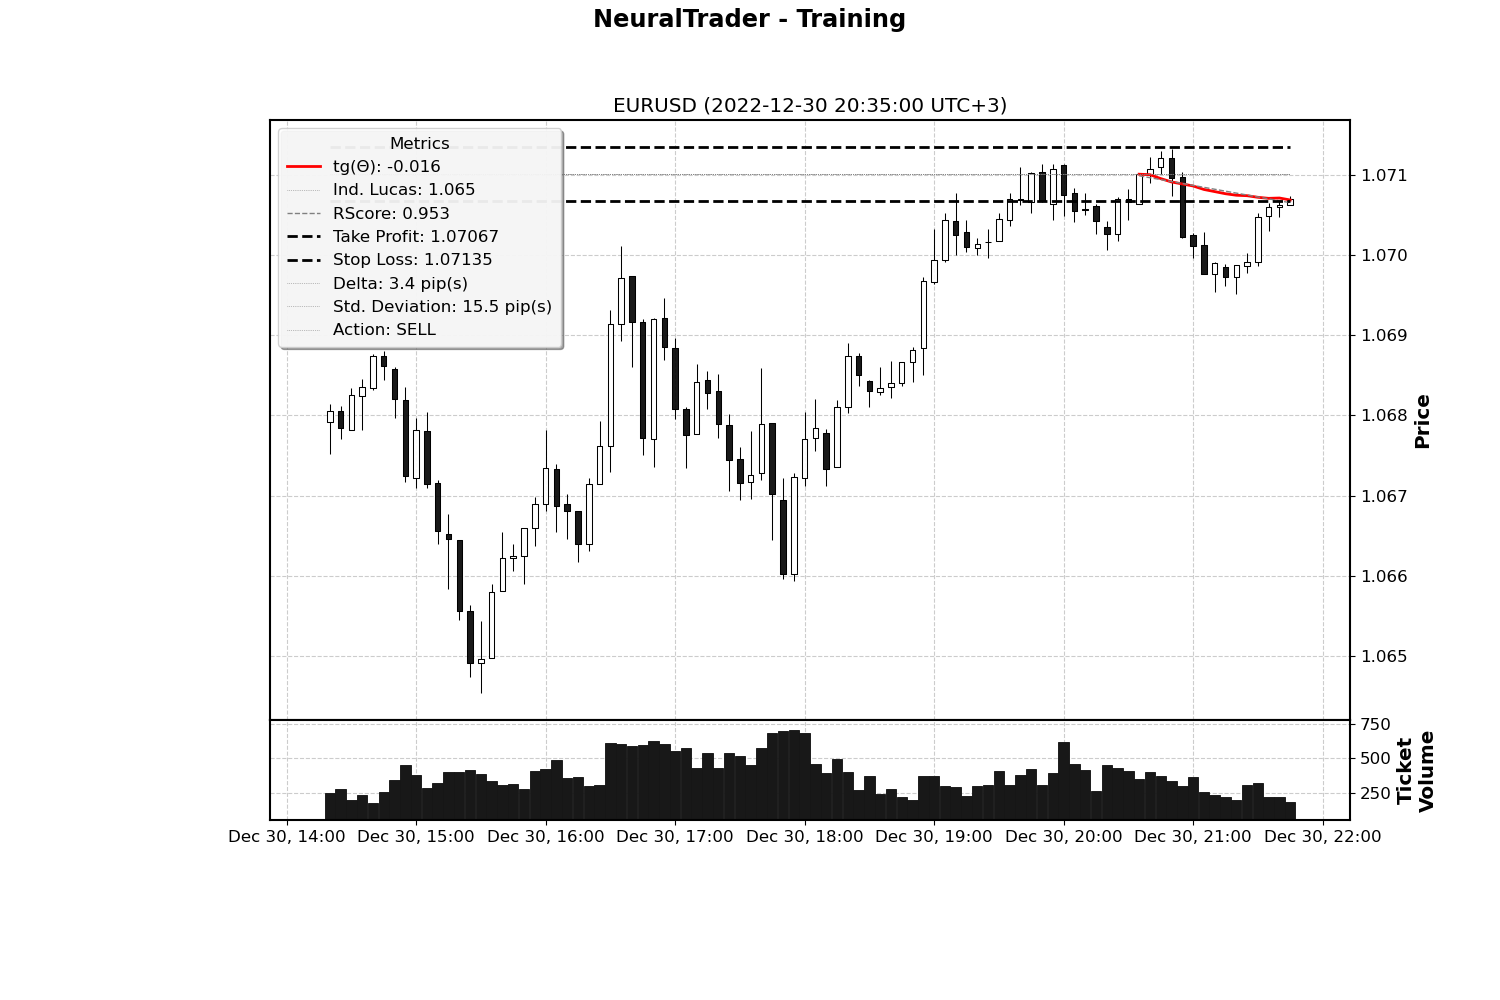 NeuralTrader - Training
EURUSD (2022-12-30 20:35:00 UTC+3)
Metrics
tg(Θ): -0.016
Ind. Lucas: 1.065
RScore: 0.953
Take Profit: 1.07067
Stop Loss: 1.07135
Delta: 3.4 pip(s)
Std. Deviation: 15.5 pip(s)
Action: SELL
1.071
1.070
1.069
1.068
1.067
1.066
1.065
Price
750
500
250
Ticket
Volume
Dec 30, 14:00 Dec 30, 15:00 Dec 30, 16:00 Dec 30, 17:00 Dec 30, 18:00 Dec 30, 19:00 Dec 30, 20:00 Dec 30, 21:00 Dec 30, 22:00